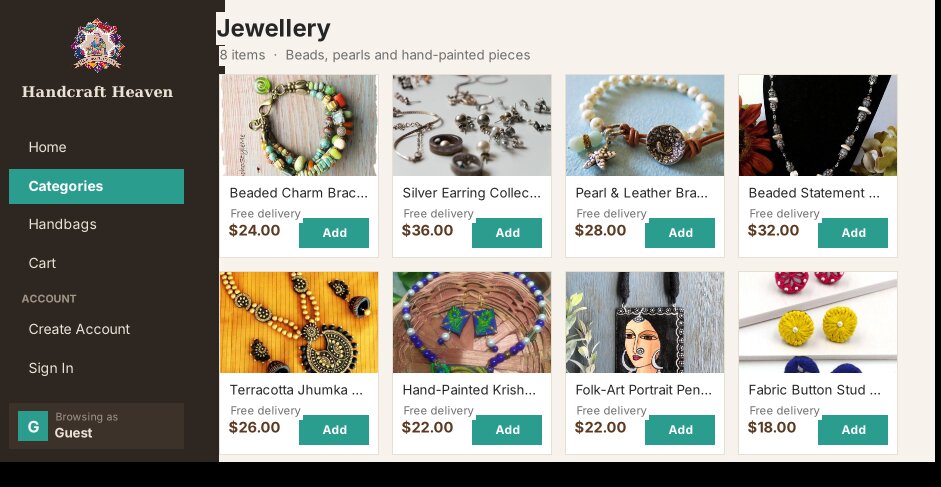 Handcraft Heaven
Home
Categories
Handbags
Cart
ACCOUNT
Create Account
Sign In
G
Browsing as
Guest
Jewellery
8 items · Beads, pearls and hand-painted pieces
Beaded Charm Brac...
Free delivery
$24.00
Add
Silver Earring Collec...
Free delivery
$36.00
Add
Pearl & Leather Bra...
Free delivery
$28.00
Add
Beaded Statement ...
Free delivery
$32.00
Add
Terracotta Jhumka ...
Free delivery
$26.00
Add
Hand-Painted Krish...
Free delivery
$22.00
Add
Folk-Art Portrait Pen...
Free delivery
$22.00
Add
Fabric Button Stud ...
Free delivery
$18.00
Add